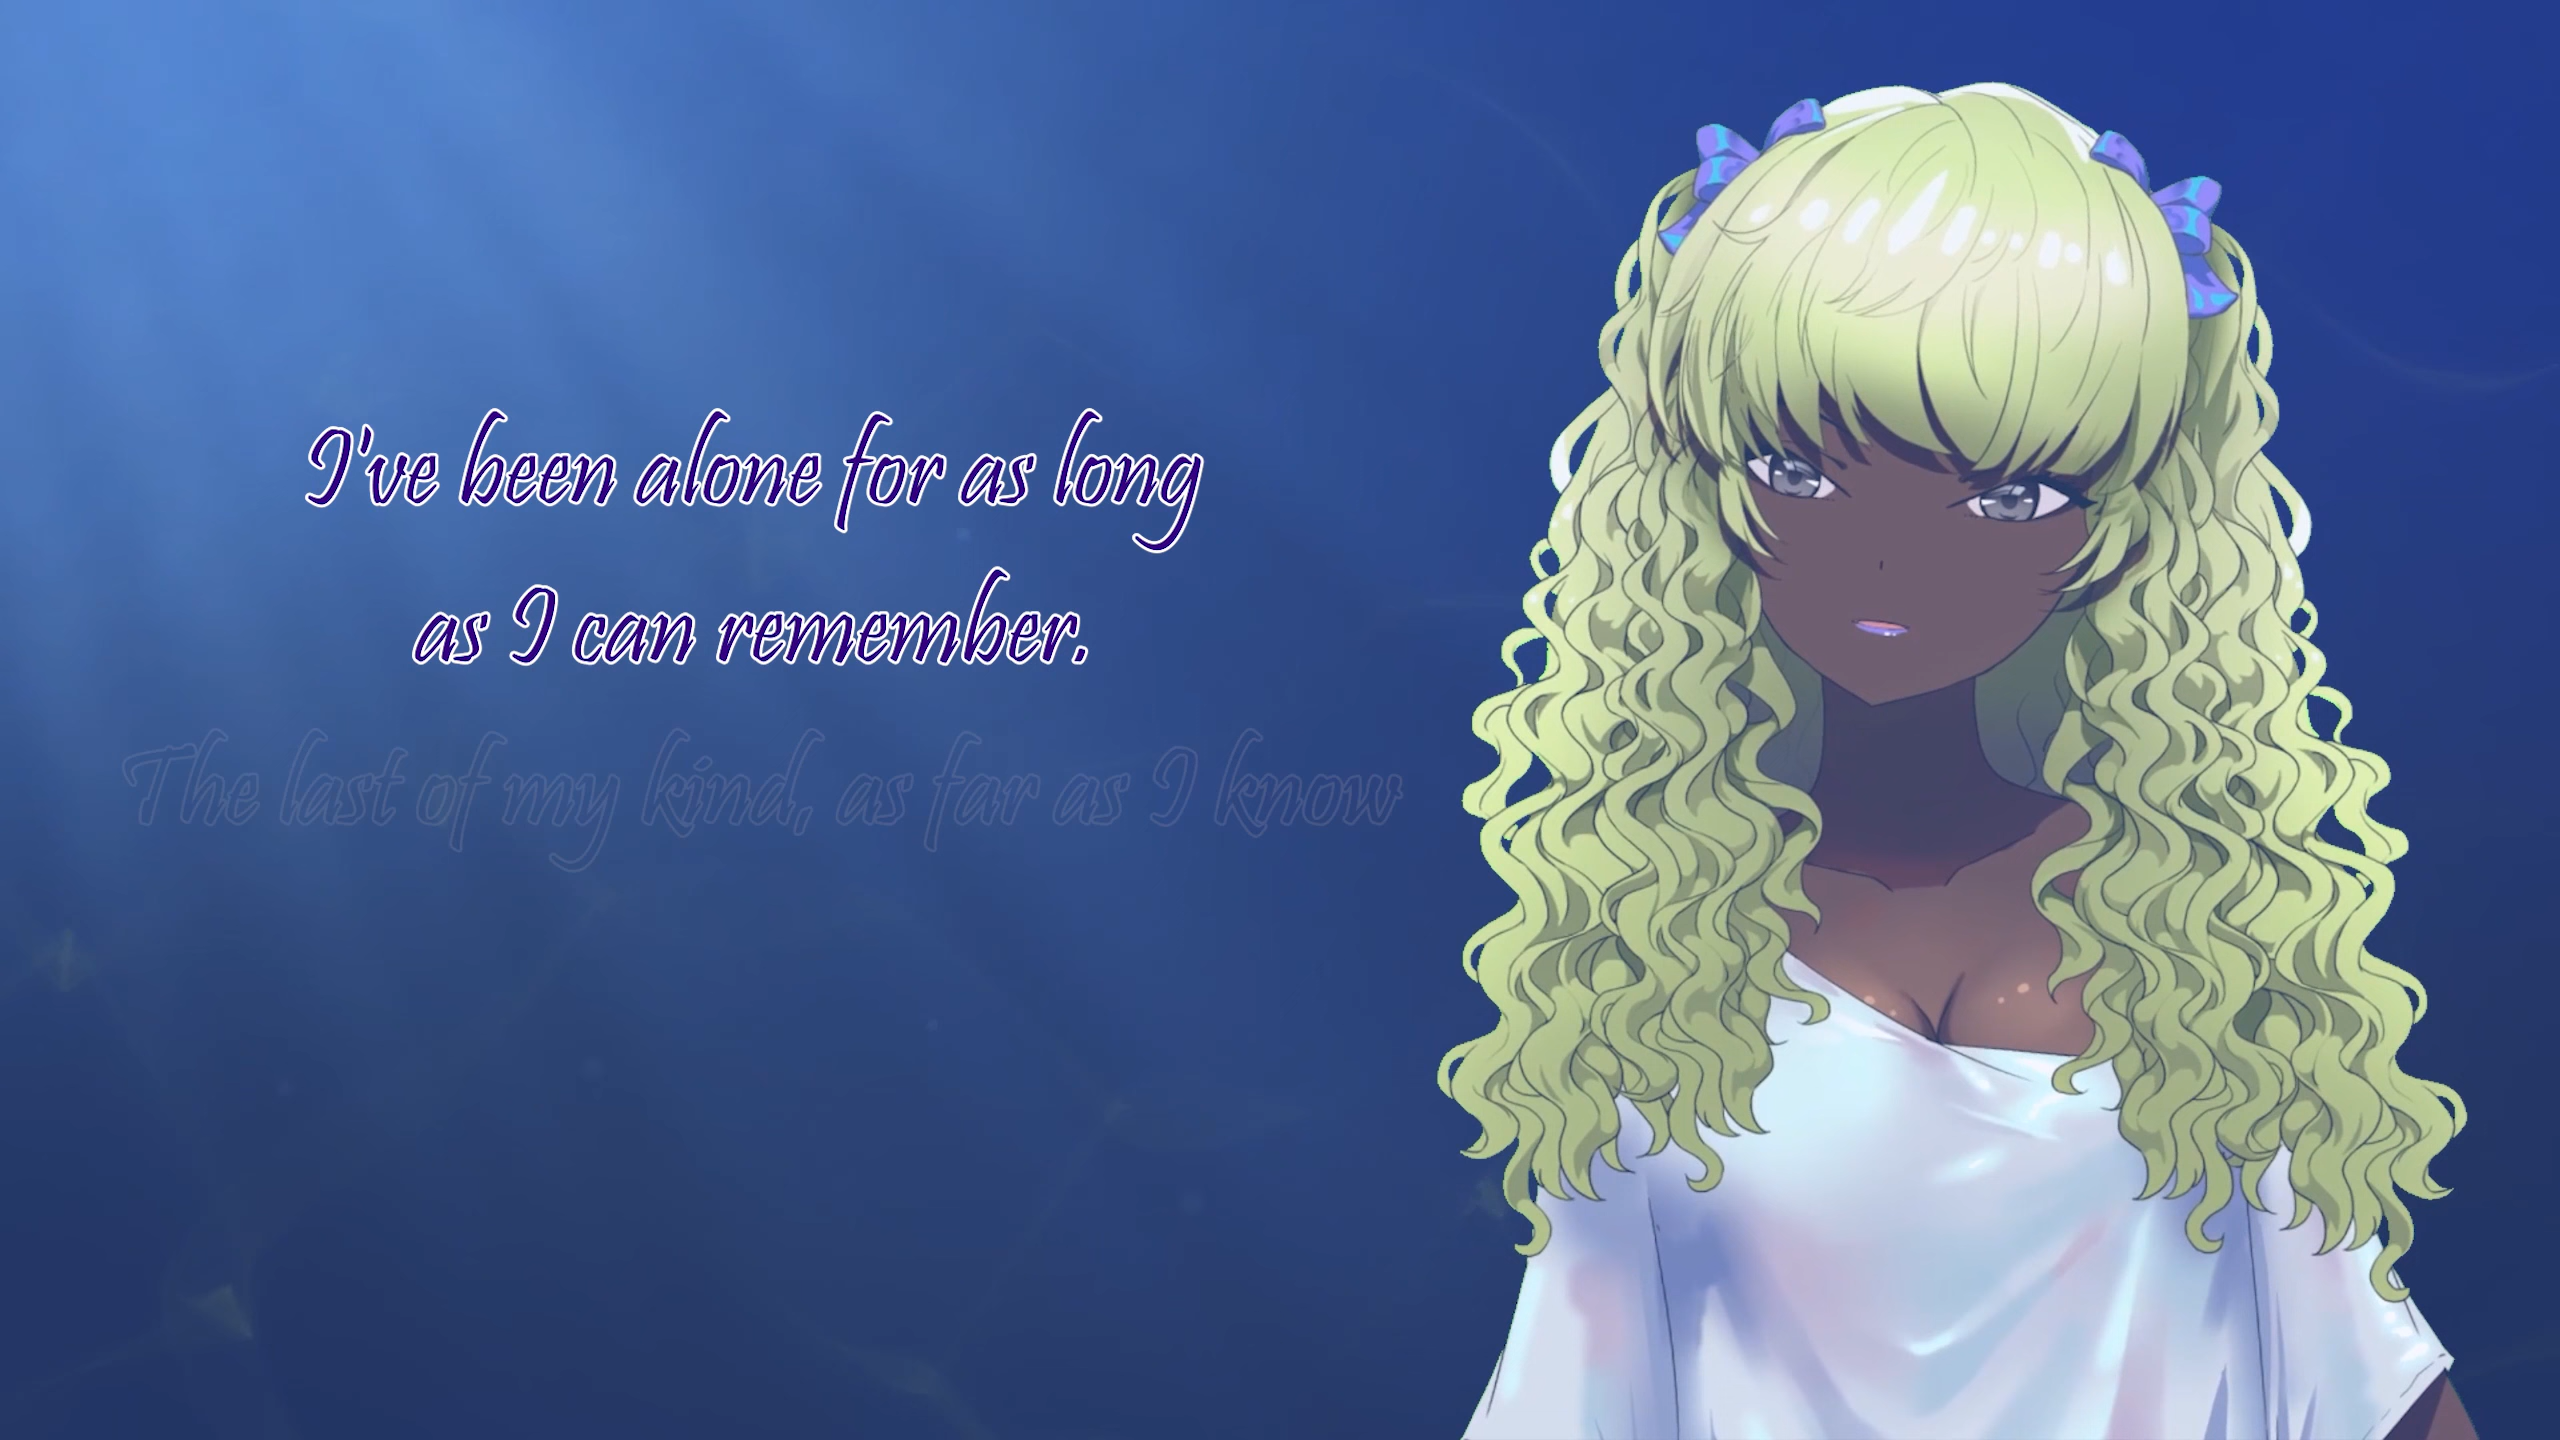 I've been alone for as long
as I can remember.
The last of my kind, as far as I know